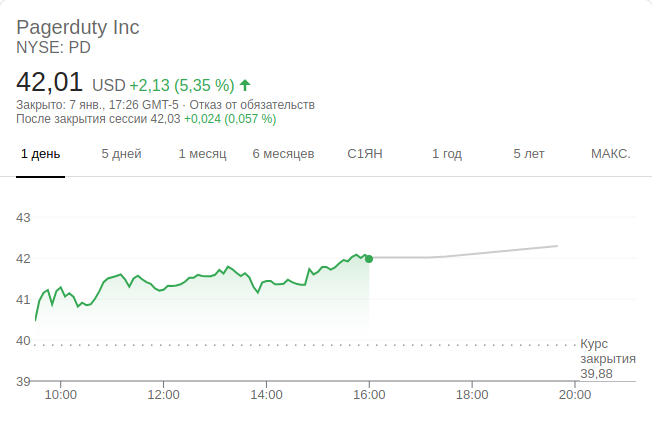 Pagerduty Inc
NYSE: PD
42,01 USD +2,13 (5,35 %)
Закрыто: 7 янв., 17:26 GMT-5 · Отказ от обязательств
После закрытия сессии 42,03 +0,024 (0,057 %)
1 день 5 дней 1 месяц 6 месяцев С1ЯН 1 год 5 лет МАКС.
43
42
41
40
Курс
закрытия
39,88
39
10:00 12:00 14:00 16:00 18:00 20:00